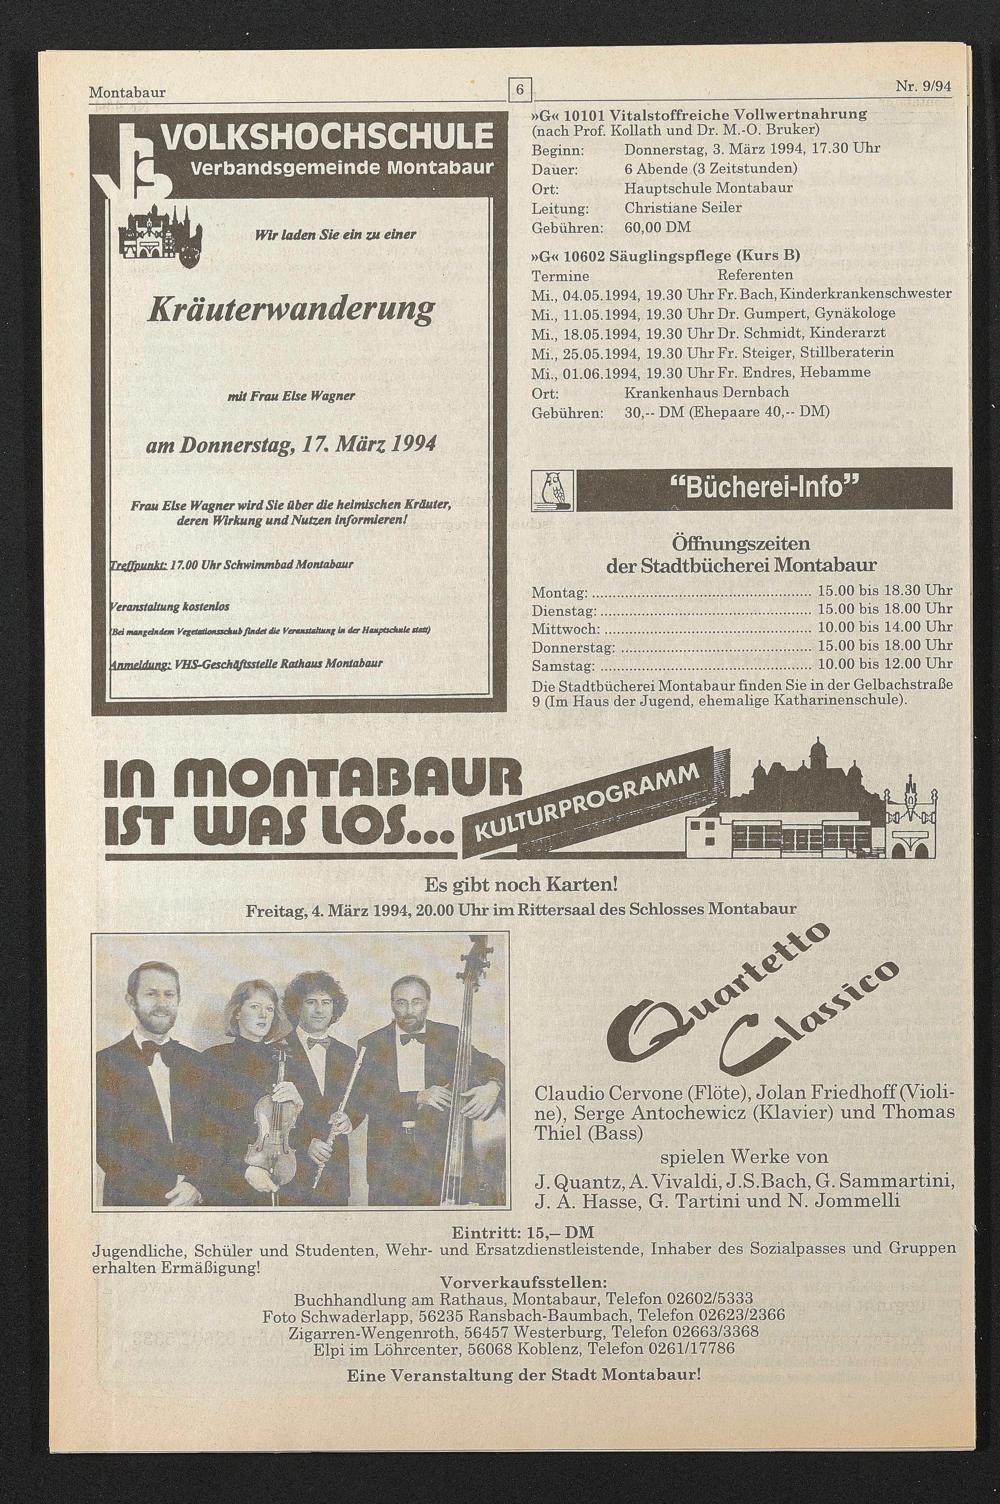 Montabaur
6
Nr. 9/94
vhs VOLKSHOCHSCHULE
Verbandsgemeinde Montabaur
Wir laden Sie ein zu einer
Kräuterwanderung
mit Frau Else Wagner
am Donnerstag, 17. März 1994
Frau Else Wagner wird Sie über die heimischen Kräuter,
deren Wirkung und Nutzen informieren!
Treffpunkt: 17.00 Uhr Schwimmbad Montabaur
Veranstaltung kostenlos
(Bei mangelndem Vegetationsschub findet die Veranstaltung in der Hauptschule statt)
Anmeldung: VHS-Geschäftsstelle Rathaus Montabaur
»G« 10101 Vitalstoffreiche Vollwertnahrung
(nach Prof. Kollath und Dr. M.-O. Bruker)
Beginn: Donnerstag, 3. März 1994, 17.30 Uhr
Dauer: 6 Abende (3 Zeitstunden)
Ort: Hauptschule Montabaur
Leitung: Christiane Seiler
Gebühren: 60,00 DM
»G« 10602 Säuglingspflege (Kurs B)
Termine Referenten
Mi., 04.05.1994, 19.30 Uhr Fr. Bach, Kinderkrankenschwester
Mi., 11.05.1994, 19.30 Uhr Dr. Gumpert, Gynäkologe
Mi., 18.05.1994, 19.30 Uhr Dr. Schmidt, Kinderarzt
Mi., 25.05.1994, 19.30 Uhr Fr. Steiger, Stillberaterin
Mi., 01.06.1994, 19.30 Uhr Fr. Endres, Hebamme
Ort: Krankenhaus Dernbach
Gebühren: 30,-- DM (Ehepaare 40,-- DM)
“Bücherei-Info”
Öffnungszeiten
der Stadtbücherei Montabaur
Montag: ................................................ 15.00 bis 18.30 Uhr
Dienstag: .............................................. 15.00 bis 18.00 Uhr
Mittwoch: .............................................. 10.00 bis 14.00 Uhr
Donnerstag: .......................................... 15.00 bis 18.00 Uhr
Samstag: ............................................... 10.00 bis 12.00 Uhr
Die Stadtbücherei Montabaur finden Sie in der Gelbachstraße
9 (Im Haus der Jugend, ehemalige Katharinenschule).
IN MONTABAUR
IST WAS LOS...
KULTURPROGRAMM
Es gibt noch Karten!
Freitag, 4. März 1994, 20.00 Uhr im Rittersaal des Schlosses Montabaur
Quartetto
Classico
Claudio Cervone (Flöte), Jolan Friedhoff (Violi-
ne), Serge Antochewicz (Klavier) und Thomas
Thiel (Bass)
spielen Werke von
J. Quantz, A. Vivaldi, J.S.Bach, G. Sammartini,
J. A. Hasse, G. Tartini und N. Jommelli
Eintritt: 15,– DM
Jugendliche, Schüler und Studenten, Wehr- und Ersatzdienstleistende, Inhaber des Sozialpasses und Gruppen
erhalten Ermäßigung!
Vorverkaufsstellen:
Buchhandlung am Rathaus, Montabaur, Telefon 02602/5333
Foto Schwaderlapp, 56235 Ransbach-Baumbach, Telefon 02623/2366
Zigarren-Wengenroth, 56457 Westerburg, Telefon 02663/3368
Elpi im Löhrcenter, 56068 Koblenz, Telefon 0261/17786
Eine Veranstaltung der Stadt Montabaur!